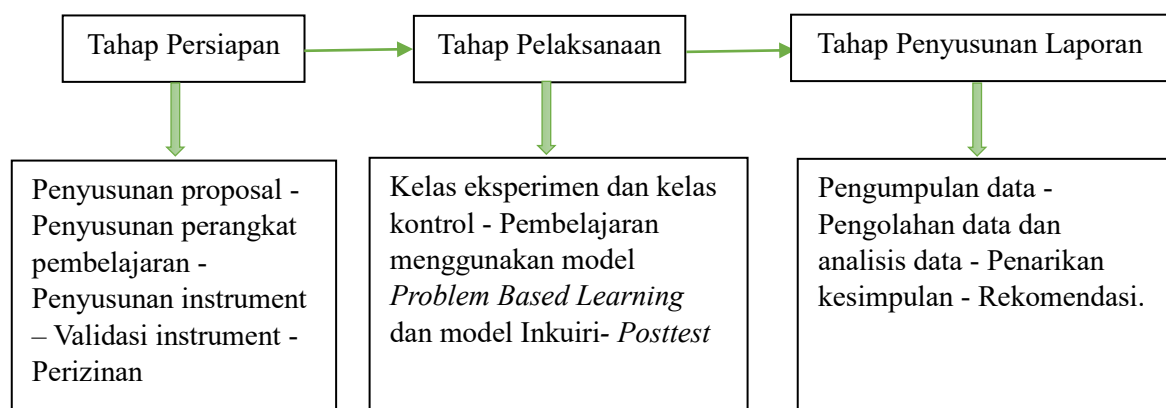 Tahap Persiapan
Tahap Pelaksanaan
Tahap Penyusunan Laporan
Penyusunan proposal -
Penyusunan perangkat
pembelajaran -
Penyusunan instrument
– Validasi instrument -
Perizinan
Kelas eksperimen dan kelas
kontrol - Pembelajaran
menggunakan model
Problem Based Learning
dan model Inkuiri- Posttest
Pengumpulan data -
Pengolahan data dan
analisis data - Penarikan
kesimpulan - Rekomendasi.